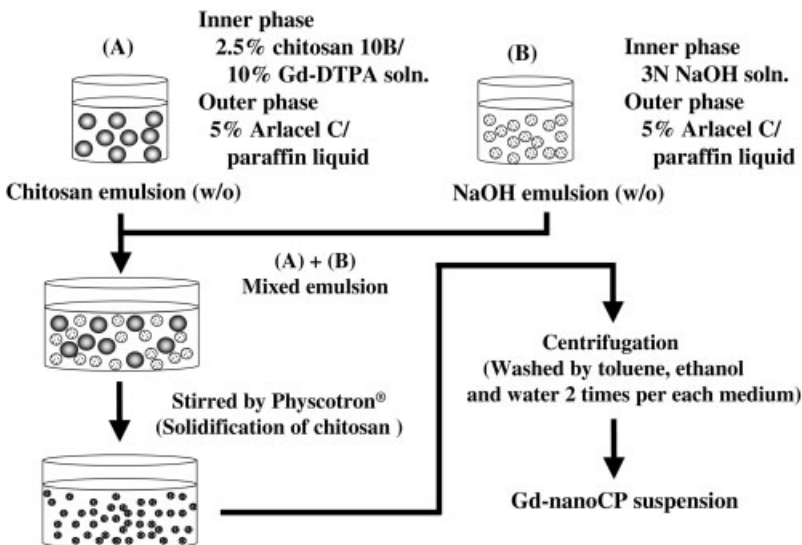 (A)
Inner phase
2.5% chitosan 10B/
10% Gd-DTPA soln.
Outer phase
5% Arlacel C/
paraffin liquid
Chitosan emulsion (w/o)
(B)
Inner phase
3N NaOH soln.
Outer phase
5% Arlacel C/
paraffin liquid
NaOH emulsion (w/o)
(A) + (B)
Mixed emulsion
Stirred by Physcotron®
(Solidification of chitosan )
Centrifugation
(Washed by toluene, ethanol
and water 2 times per each medium)
Gd-nanoCP suspension